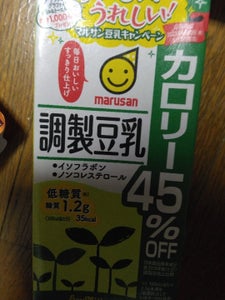 うれしい!
マルサン豆乳キャンペーン
毎日おいしい
すっきり仕上げ
marusan
調製豆乳
・イソフラボン
・ノンコレステロール
低糖質
糖質1.2g
35kcal
カロリー
45%
OFF